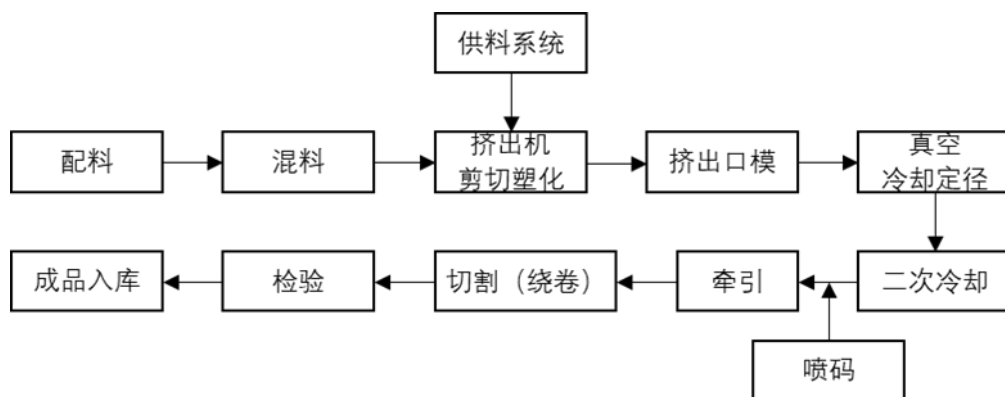 供料系统
配料
混料
挤出机
剪切塑化
挤出口模
真空
冷却定径
成品入库
检验
切割（绕卷）
牵引
二次冷却
喷码